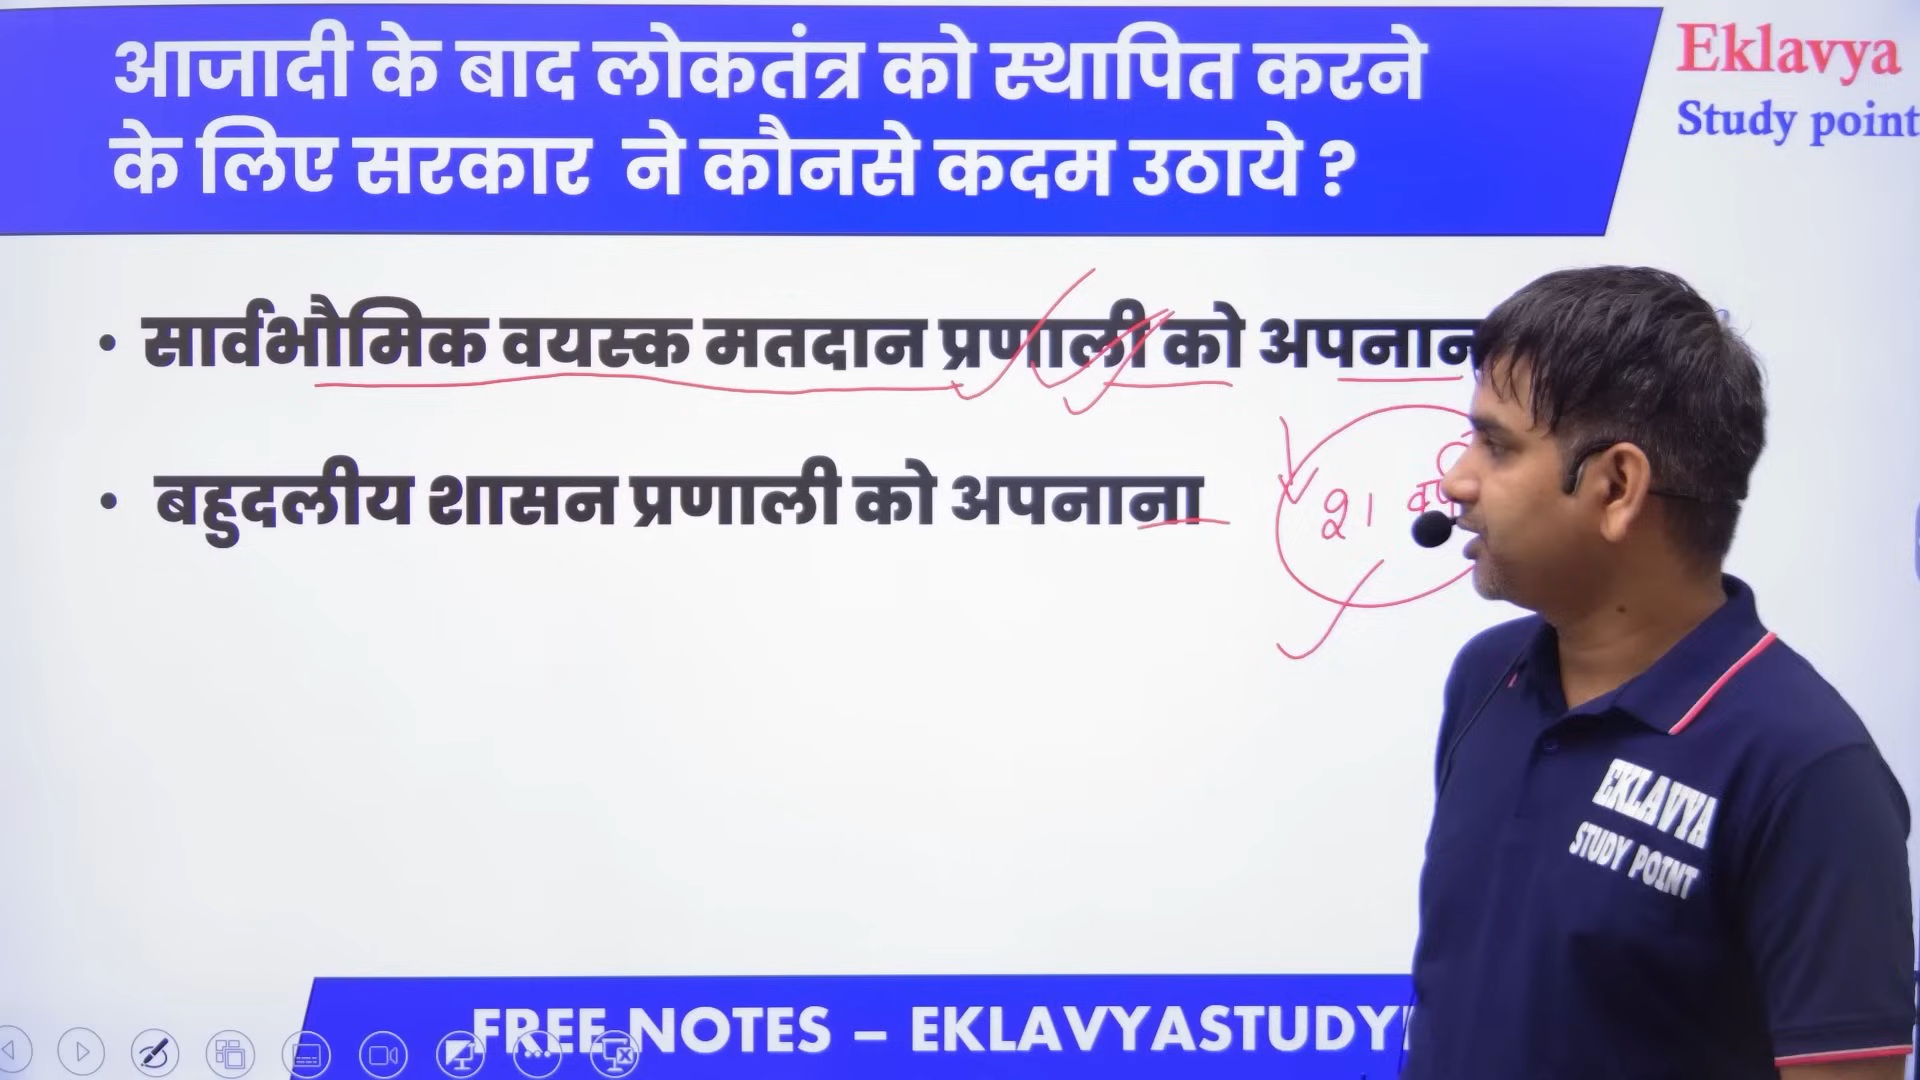 आजादी के बाद लोकतंत्र को स्थापित करने
के लिए सरकार ने कौनसे कदम उठाये ?
Eklavya
Study point
• सार्वभौमिक वयस्क मतदान प्रणाली को अपनान
• बहुदलीय शासन प्रणाली को अपनाना
21
EKLAVYA
STUDY POINT
FREE NOTES – EKLAVYASTUDY